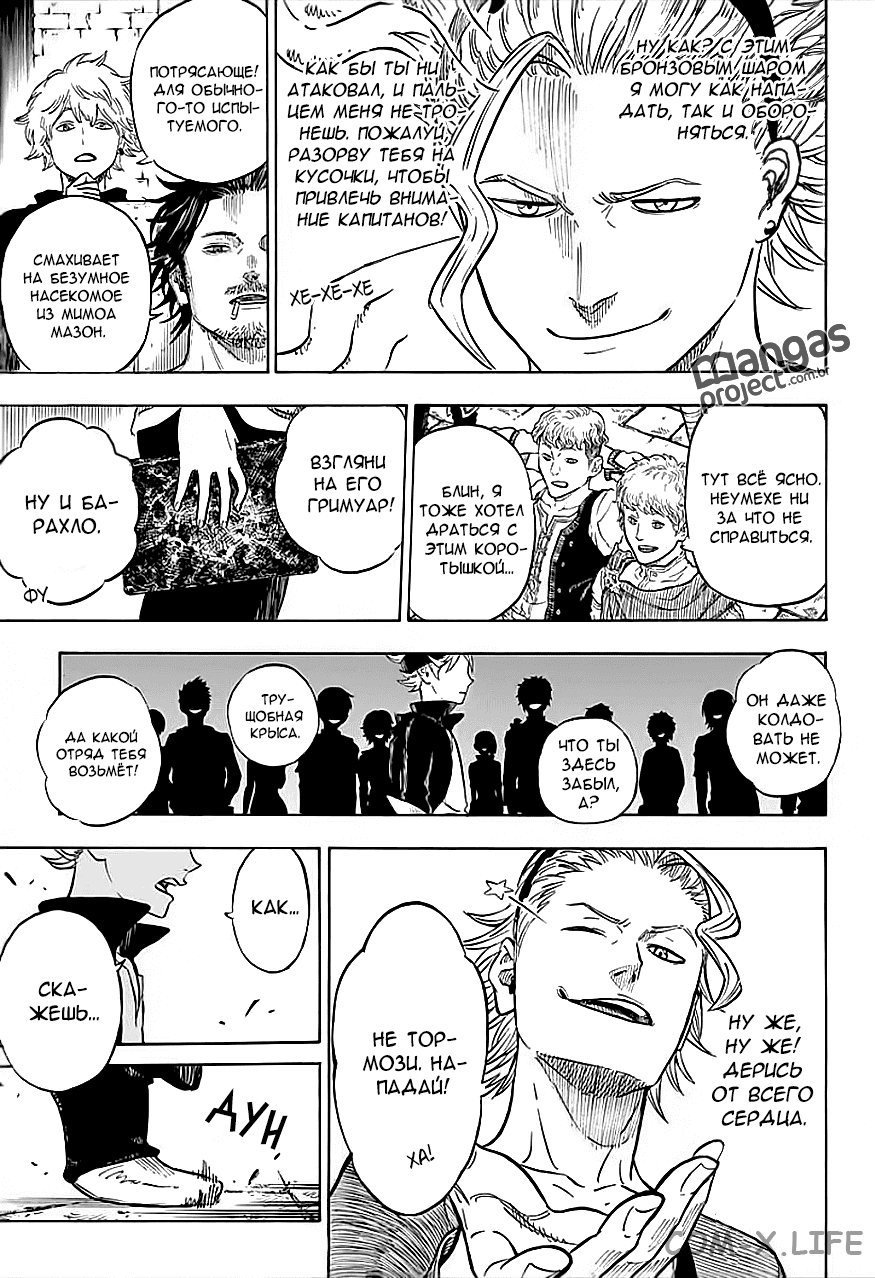 НУ КАК? С ЭТИМ
БРОНЗОВЫМ ШАРОМ
Я МОГУ КАК НАПА-
ДАТЬ, ТАК И ОБОРО-
НЯТЬСЯ.
КАК БЫ ТЫ НИ
АТАКОВАЛ, И ПАЛЬ-
ЦЕМ МЕНЯ НЕ ТРО-
НЕШЬ. ПОЖАЛУЙ,
РАЗОРВУ ТЕБЯ НА
КУСОЧКИ, ЧТОБЫ
ПРИВЛЕЧЬ ВНИМА-
НИЕ КАПИТАНОВ!
ХЕ-ХЕ-ХЕ
ПОТРЯСАЮЩЕ!
ДЛЯ ОБЫЧНО-
ГО-ТО ИСПЫ-
ТУЕМОГО.
СМАХИВАЕТ
НА БЕЗУМНОЕ
НАСЕКОМОЕ
ИЗ МИМОА
МАЗОН.
mangas
project.com.br
ТУТ ВСЁ ЯСНО.
НЕУМЕХЕ НИ
ЗА ЧТО НЕ
СПРАВИТЬСЯ.
БЛИН, Я
ТОЖЕ ХОТЕЛ
ДРАТЬСЯ С
ЭТИМ КОРО-
ТЫШКОЙ...
ВЗГЛЯНИ
НА ЕГО
ГРИМУАР!
НУ И БА-
РАХЛО.
ФУ
ОН ДАЖЕ
КОЛДО-
ВАТЬ НЕ
МОЖЕТ.
ЧТО ТЫ
ЗДЕСЬ
ЗАБЫЛ,
А?
ТРУ-
ЩОБНАЯ
КРЫСА.
ДА КАКОЙ
ОТРЯД ТЕБЯ
ВОЗЬМЁТ!
НУ ЖЕ,
НУ ЖЕ!
ДЕРИСЬ
ОТ ВСЕГО
СЕРДЦА.
НЕ ТОР-
МОЗИ. НА-
ПАДАЙ!
ХА!
КАК...
СКА-
ЖЕШЬ...
ДУН
COM-X.LIFE